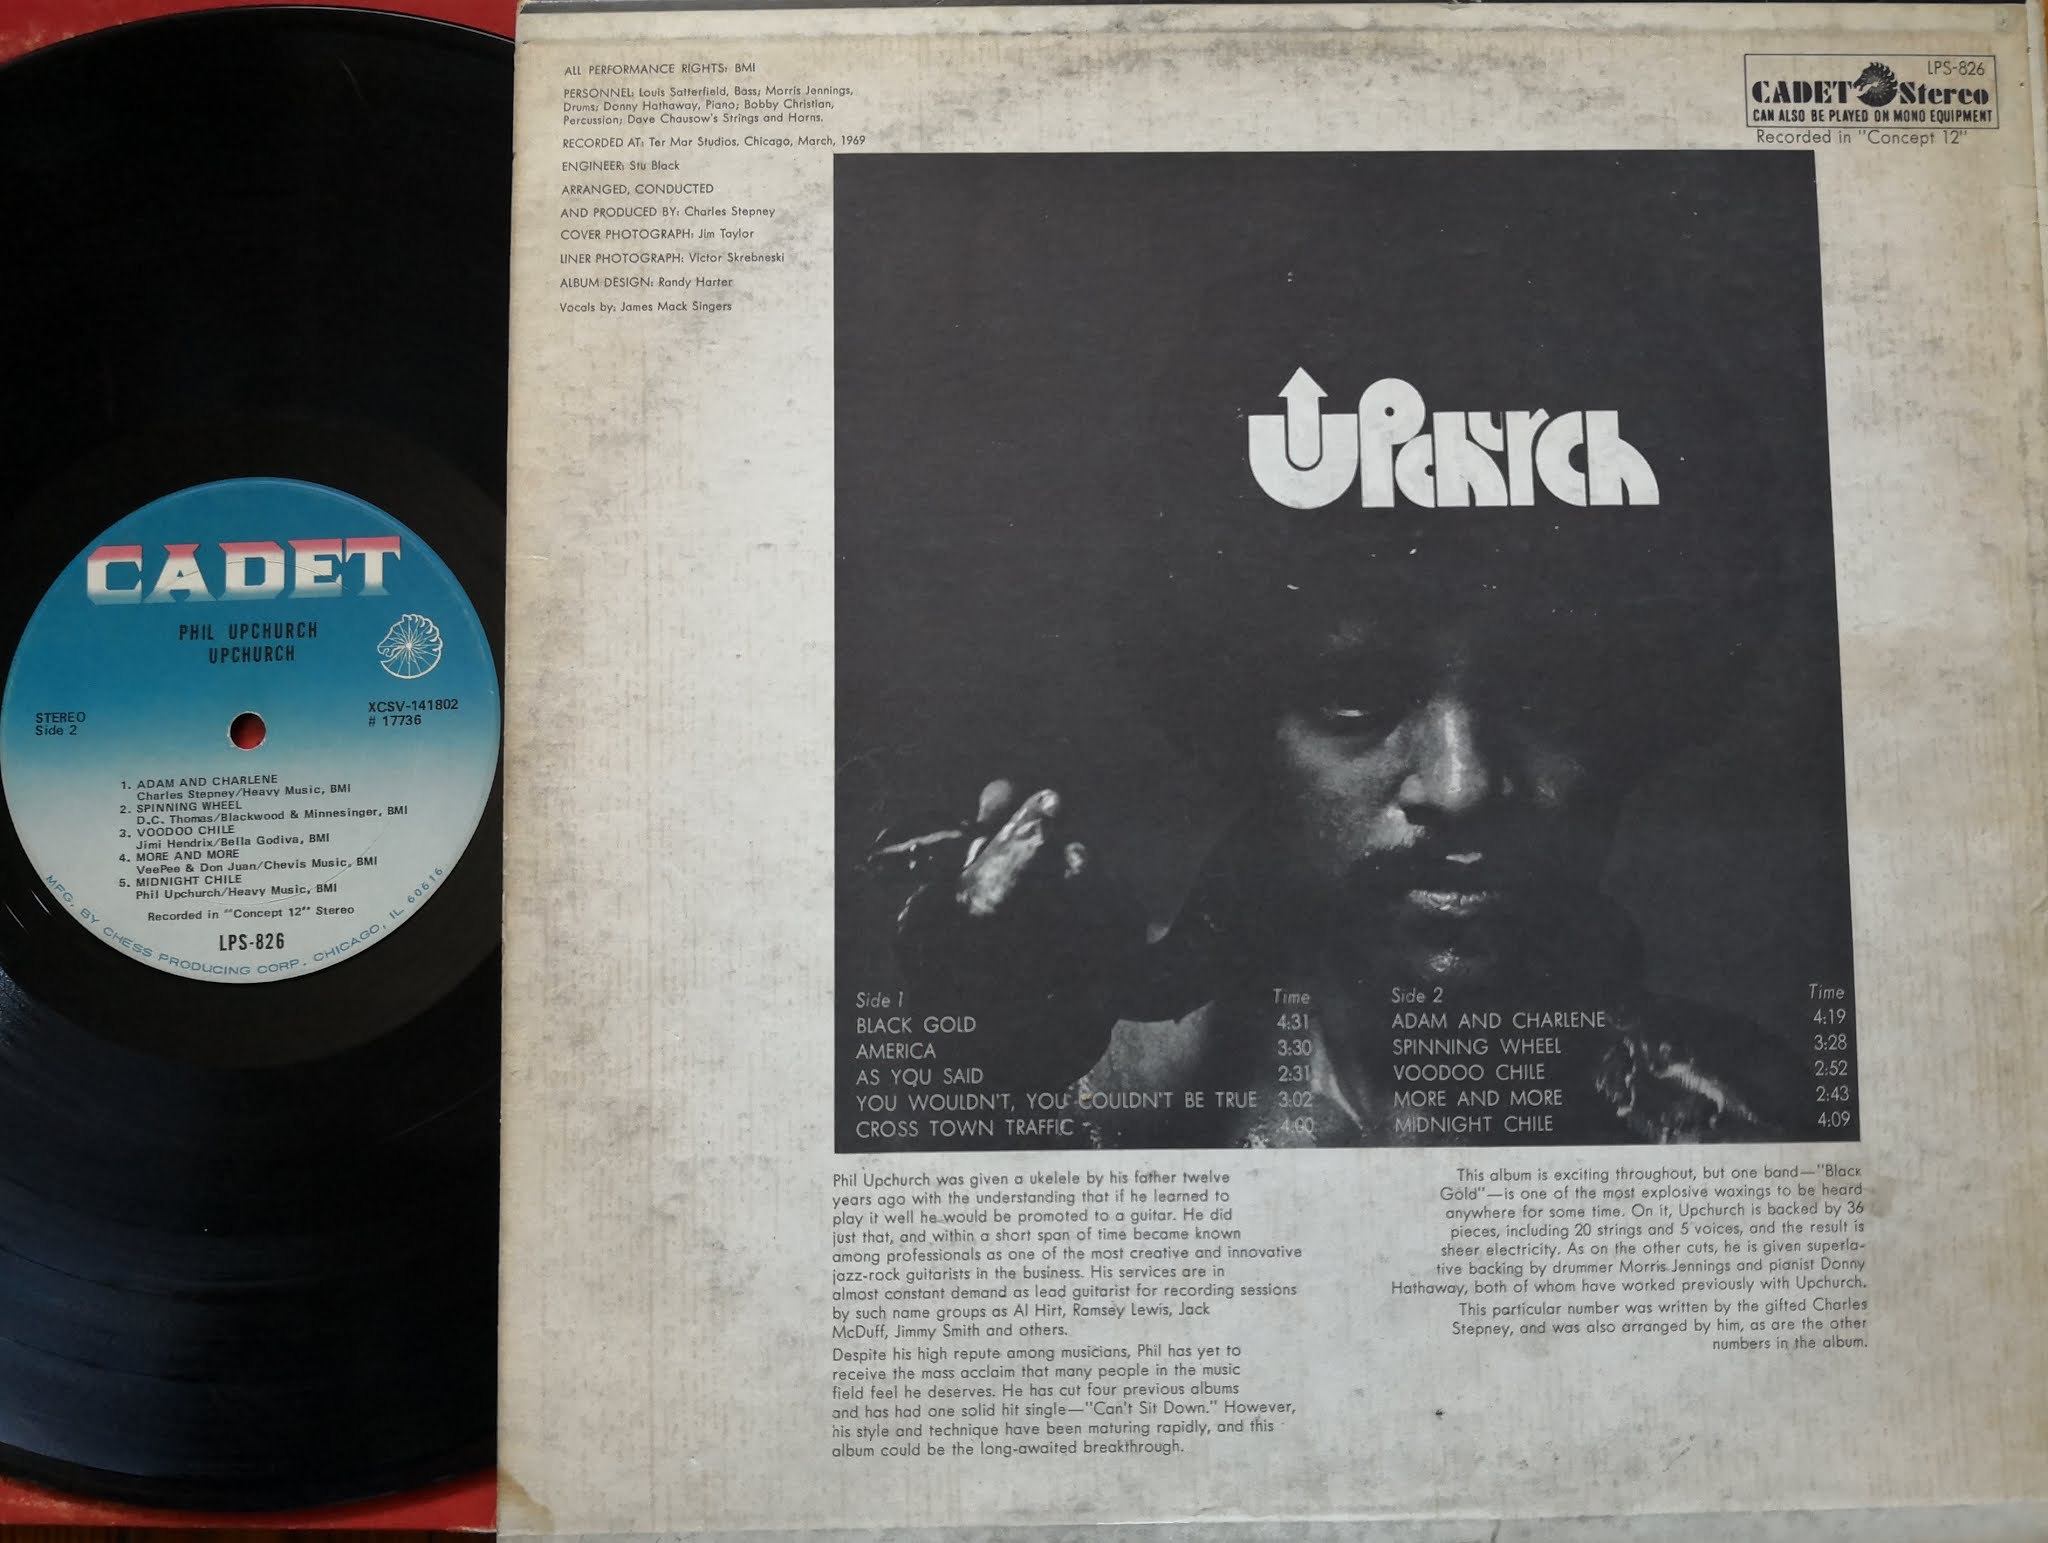 CADET
PHIL UPCHURCH
UPCHURCH
STEREO
Side 2
XCSV-141802
# 17736
1. ADAM AND CHARLENE
Charles Stepney/Heavy Music, BMI
2. SPINNING WHEEL
D.C. Thomas/Blackwood & Minnesinger, BMI
3. VOODOO CHILE
Jimi Hendrix/Bella Godiva, BMI
4. MORE AND MORE
VeePee & Don Juan/Chevis Music, BMI
5. MIDNIGHT CHILE
Phil Upchurch/Heavy Music, BMI
Recorded in "Concept 12" Stereo
LPS-826
MFG. BY CHESS PRODUCING CORP. CHICAGO, IL 60616
ALL PERFORMANCE RIGHTS: BMI
PERSONNEL: Louis Satterfield, Bass; Morris Jennings,
Drums; Donny Hathaway, Piano; Bobby Christian,
Percussion; Dave Chausow's Strings and Horns.
RECORDED AT: Ter Mar Studios, Chicago, March, 1969
ENGINEER: Stu Black
ARRANGED, CONDUCTED
AND PRODUCED BY: Charles Stepney
COVER PHOTOGRAPH: Jim Taylor
LINER PHOTOGRAPH: Victor Skrebneski
ALBUM DESIGN: Randy Harter
Vocals by: James Mack Singers
LPS-826
CADET Stereo
CAN ALSO BE PLAYED ON MONO EQUIPMENT
Recorded in "Concept 12"
UPchurch
Side 1 Time
BLACK GOLD 4:31
AMERICA 3:30
AS YOU SAID 2:31
YOU WOULDN'T, YOU COULDN'T BE TRUE 3:02
CROSS TOWN TRAFFIC 4:00
Side 2 Time
ADAM AND CHARLENE 4:19
SPINNING WHEEL 3:28
VOODOO CHILE 2:52
MORE AND MORE 2:43
MIDNIGHT CHILE 4:09
Phil Upchurch was given a ukelele by his father twelve
years ago with the understanding that if he learned to
play it well he would be promoted to a guitar. He did
just that, and within a short span of time became known
among professionals as one of the most creative and innovative
jazz-rock guitarists in the business. His services are in
almost constant demand as lead guitarist for recording sessions
by such name groups as Al Hirt, Ramsey Lewis, Jack
McDuff, Jimmy Smith and others.
Despite his high repute among musicians, Phil has yet to
receive the mass acclaim that many people in the music
field feel he deserves. He has cut four previous albums
and has had one solid hit single—"Can't Sit Down." However,
his style and technique have been maturing rapidly, and this
album could be the long-awaited breakthrough.
This album is exciting throughout, but one band—"Black
Gold"—is one of the most explosive waxings to be heard
anywhere for some time. On it, Upchurch is backed by 36
pieces, including 20 strings and 5 voices, and the result is
sheer electricity. As on the other cuts, he is given superla-
tive backing by drummer Morris Jennings and pianist Donny
Hathaway, both of whom have worked previously with Upchurch.
This particular number was written by the gifted Charles
Stepney, and was also arranged by him, as are the other
numbers in the album.